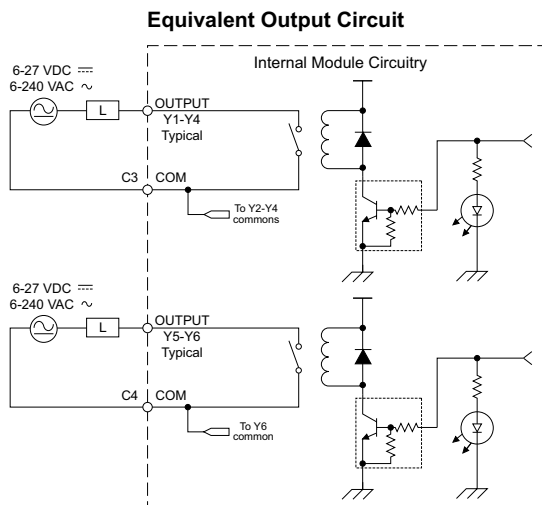 Equivalent Output Circuit
Internal Module Circuitry
6-27 VDC ⎓
6-240 VAC ∿
L
OUTPUT
Y1-Y4
Typical
C3
COM
To Y2-Y4
commons
6-27 VDC ⎓
6-240 VAC ∿
L
OUTPUT
Y5-Y6
Typical
C4
COM
To Y6
common